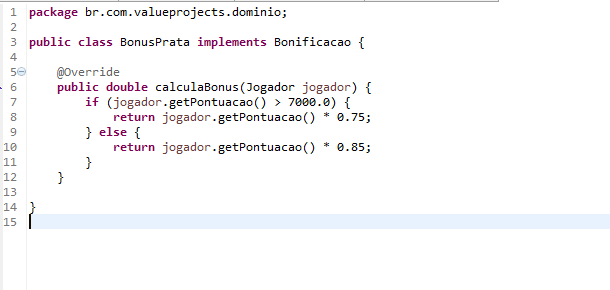 1 package br.com.valueprojects.dominio;
2
3 public class BonusPrata implements Bonificacao {
4
5 @Override
6 public double calculaBonus(Jogador jogador) {
7 if (jogador.getPontuacao() > 7000.0) {
8 return jogador.getPontuacao() * 0.75;
9 } else {
10 return jogador.getPontuacao() * 0.85;
11 }
12 }
13
14 }
15